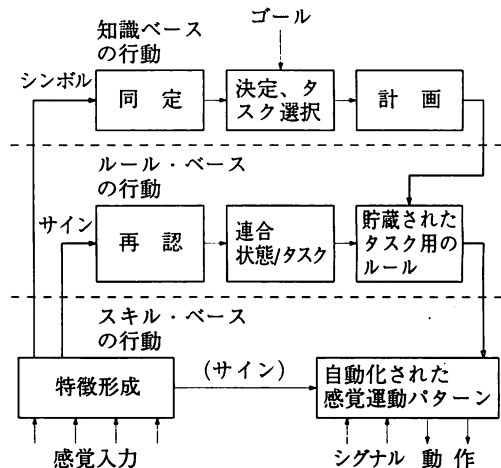 知識ベース
の行動
ゴール
シンボル
同 定
決定、タ
スク選択
計 画
ルール・ベース
の行動
サイン
再 認
連合
状態/タスク
貯蔵された
タスク用の
ルール
スキル・ベース
の行動
特徴形成
(サイン)
自動化された
感覚運動パターン
感覚入力
シグナル
動 作